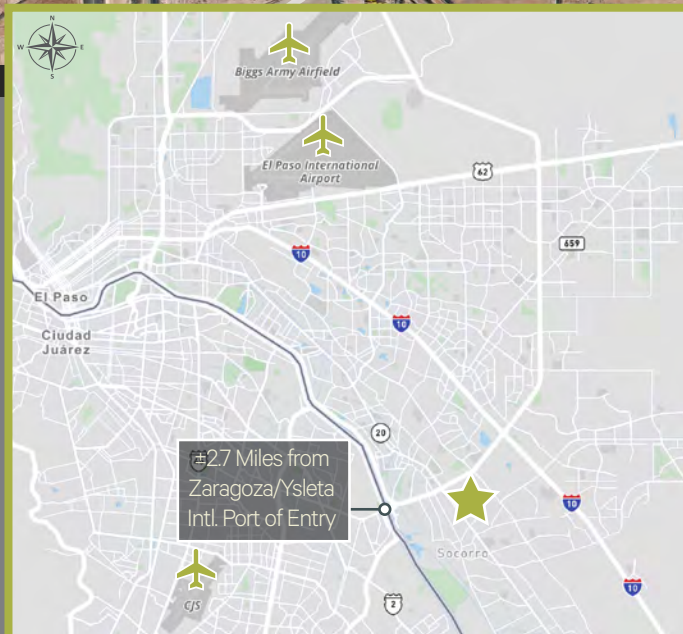 N
W E
S
Biggs Army Airfield
El Paso International
Airport
62
659
10
10
El Paso
Ciudad
Juárez
20
±2.7 Miles from
Zaragoza/Ysleta
Intl. Port of Entry
10
Socorro
10
CJS
2